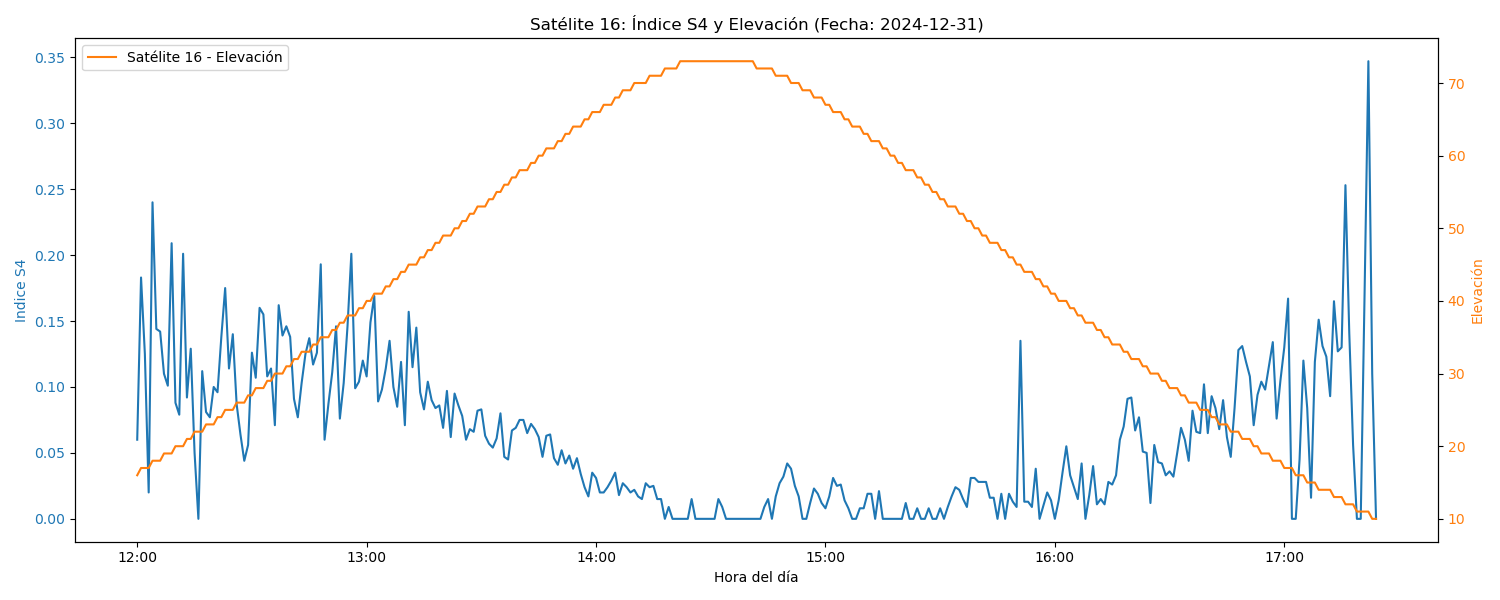 Satélite 16: Índice S4 y Elevación (Fecha: 2024-12-31)
Satélite 16 - Elevación
0.35
0.30
0.25
0.20
0.15
0.10
0.05
0.00
Indice S4
70
60
50
40
30
20
10
Elevación
12:00 13:00 14:00 15:00 16:00 17:00
Hora del día